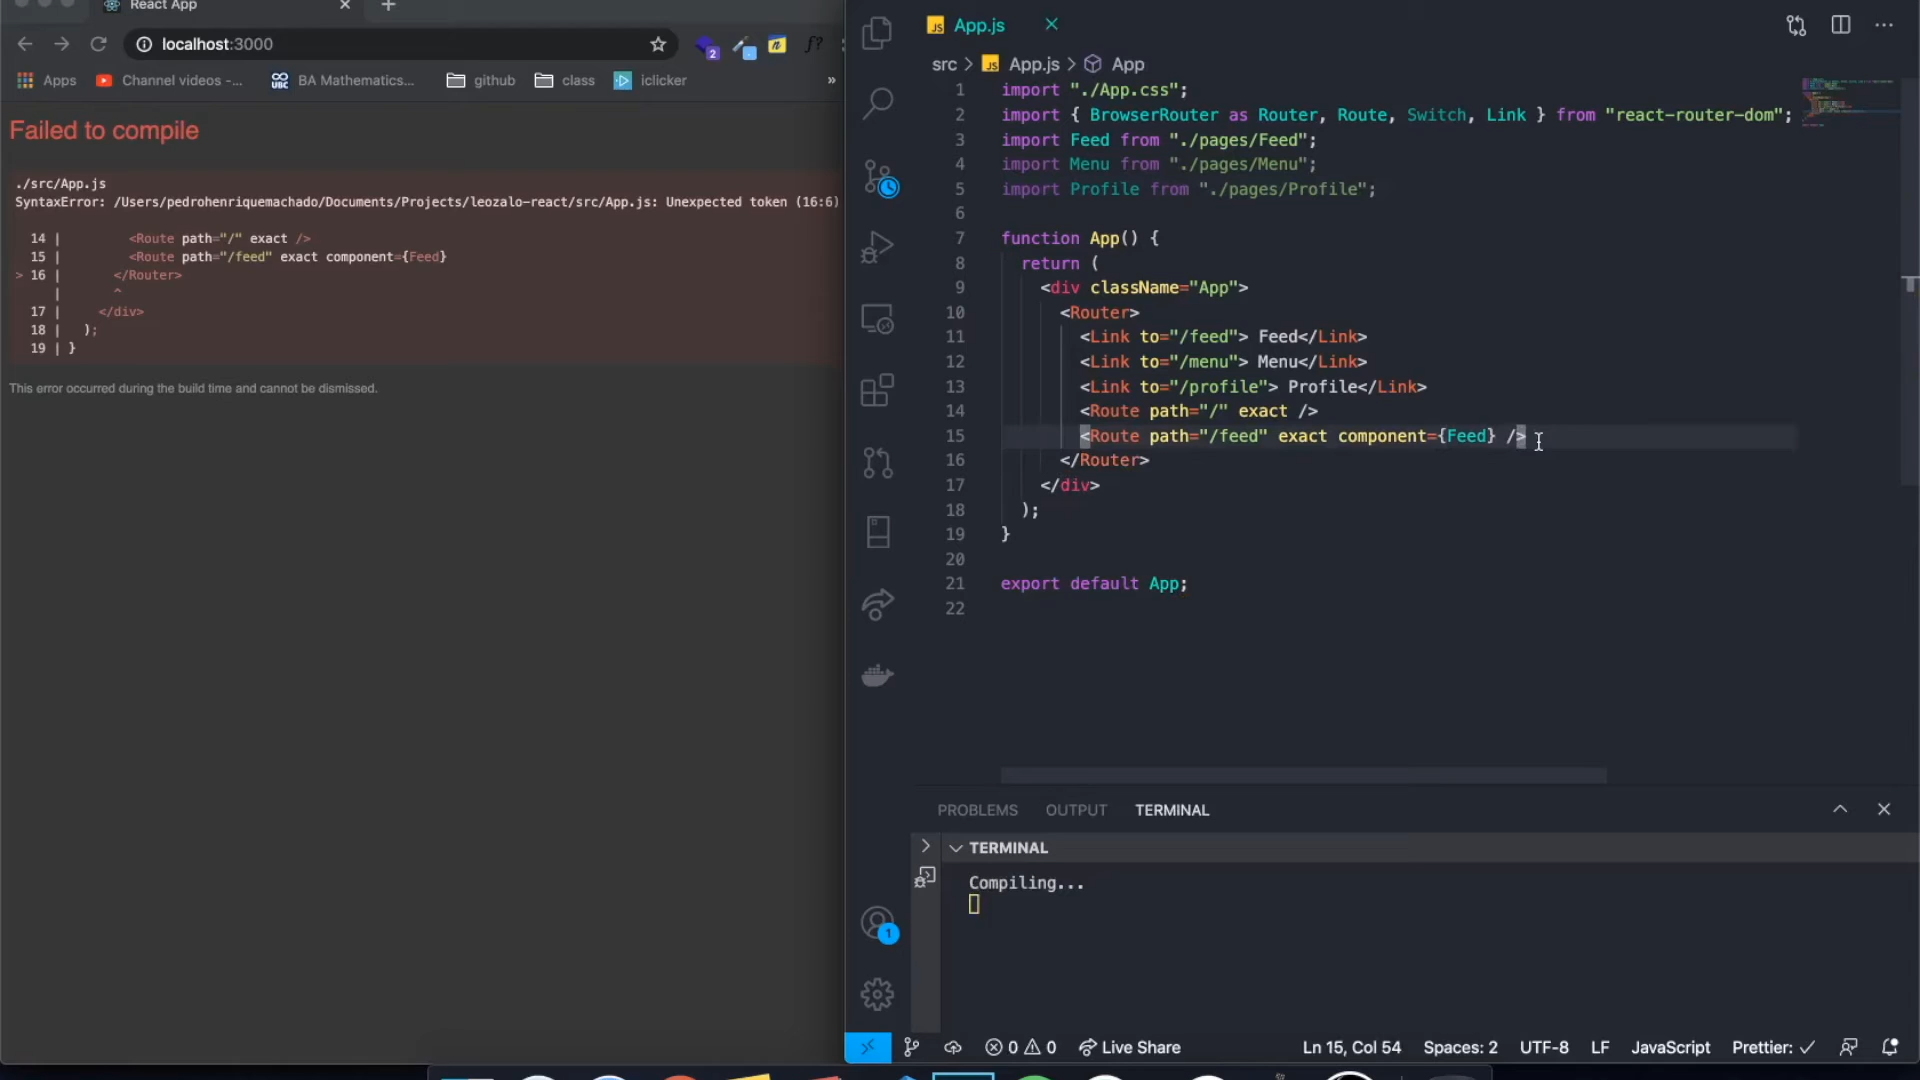 React App
localhost:3000
2
f?
Apps
Channel videos -...
UBC
BA Mathematics...
github
class
iclicker
»
Failed to compile
./src/App.js
SyntaxError: /Users/pedrohenriquemachado/Documents/Projects/leozalo-react/src/App.js: Unexpected token (16:6)
14 | <Route path="/" exact />
15 | <Route path="/feed" exact component={Feed}
> 16 | </Router>
| ^
17 | </div>
18 | );
19 | }
This error occurred during the build time and cannot be dismissed.
JS App.js
src > JS App.js > App
1 import "./App.css";
2 import { BrowserRouter as Router, Route, Switch, Link } from "react-router-dom";
3 import Feed from "./pages/Feed";
4 import Menu from "./pages/Menu";
5 import Profile from "./pages/Profile";
6
7 function App() {
8 return (
9 <div className="App">
10 <Router>
11 <Link to="/feed"> Feed</Link>
12 <Link to="/menu"> Menu</Link>
13 <Link to="/profile"> Profile</Link>
14 <Route path="/" exact />
15 <Route path="/feed" exact component={Feed} />
16 </Router>
17 </div>
18 );
19 }
20
21 export default App;
22
PROBLEMS OUTPUT TERMINAL
TERMINAL
Compiling...
1
0 0 Live Share Ln 15, Col 54 Spaces: 2 UTF-8 LF JavaScript Prettier: ✓